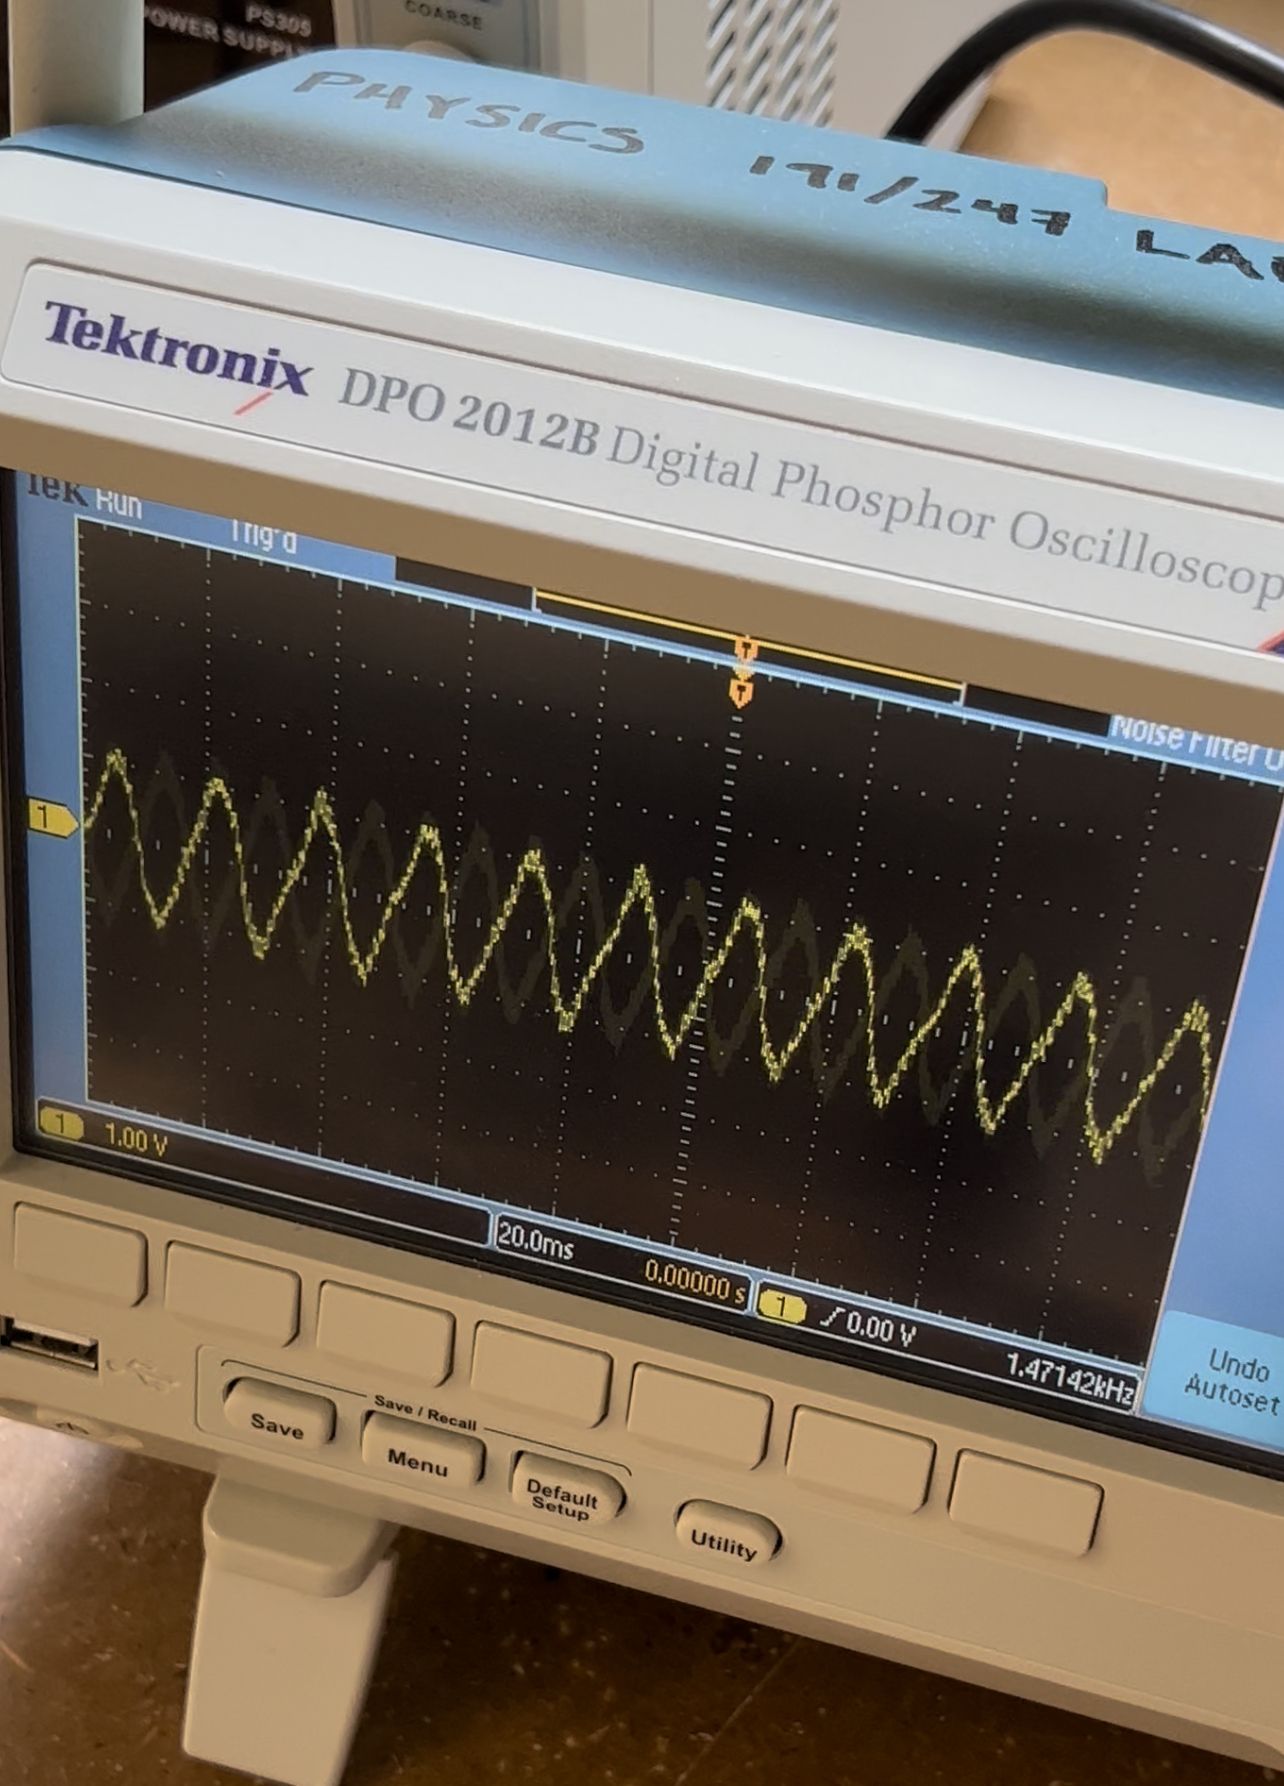 PS305
POWER SUPPLY
COARSE
PHYSICS 191/247
Tektronix DPO 2012B Digital Phosphor Oscilloscop
Tek Run Trig'd
Noise Filter
1
1 1.00 V
20.0ms
0.00000 s
1 0.00 V
1.47142kHz
Undo
Autoset
Save / Recall
Save
Menu
Default
Setup
Utility